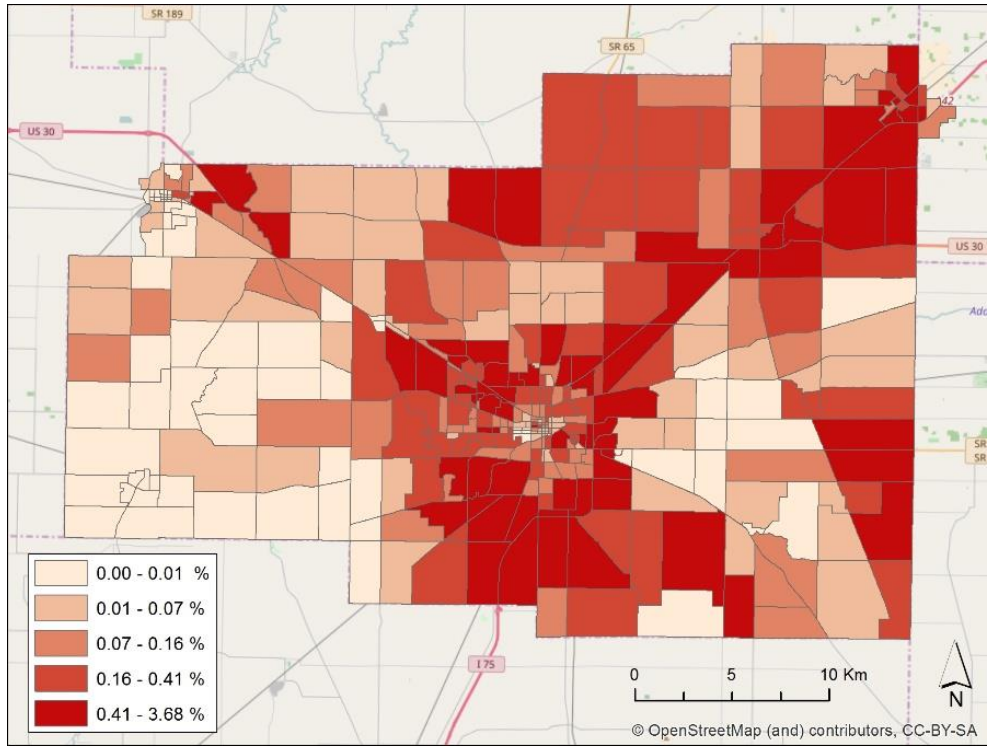 SR 189
SR 65
42
US 30
US 30
Add
SR
SR
0.00 - 0.01 %
0.01 - 0.07 %
0.07 - 0.16 %
0.16 - 0.41 %
0.41 - 3.68 %
I 75
0 5 10 Km
N
© OpenStreetMap (and) contributors, CC-BY-SA